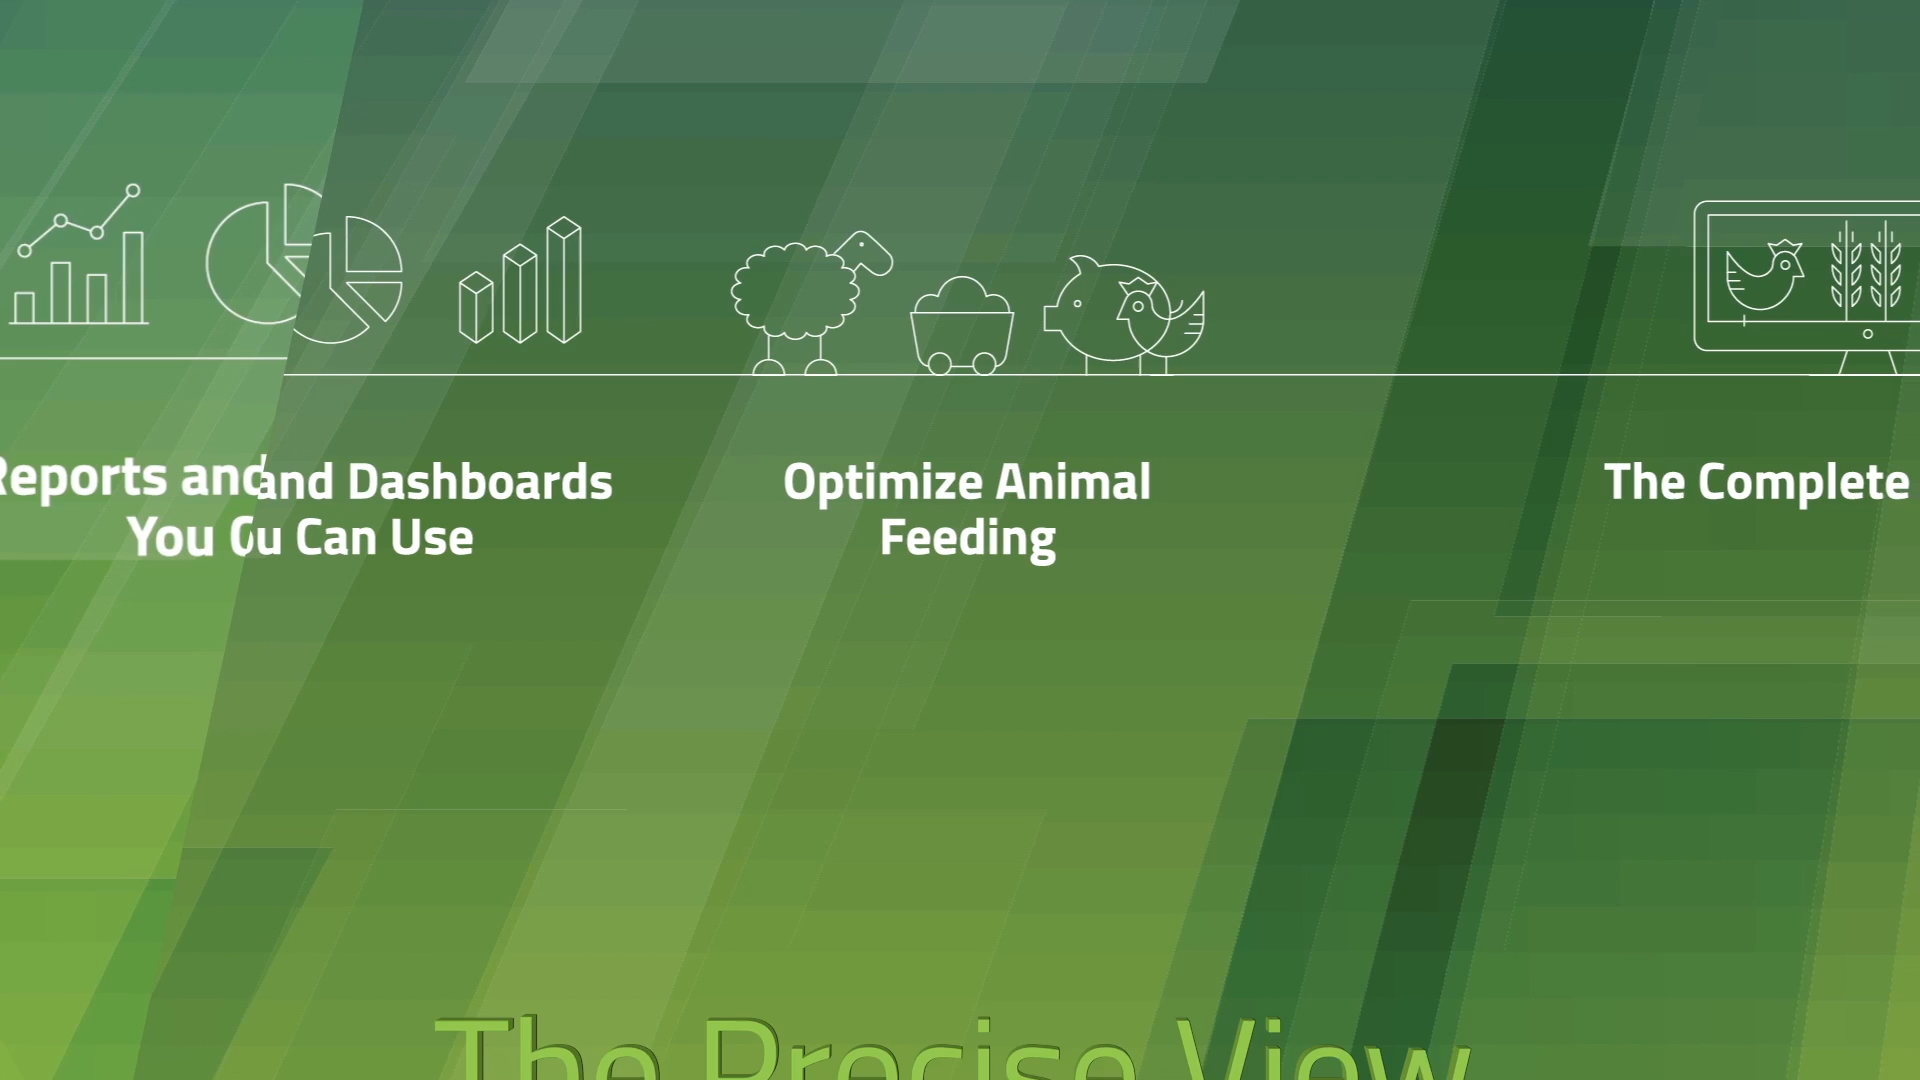 Reports and
and Dashboards
You
u Can Use
Optimize Animal
Feeding
The Complete
The Precise View